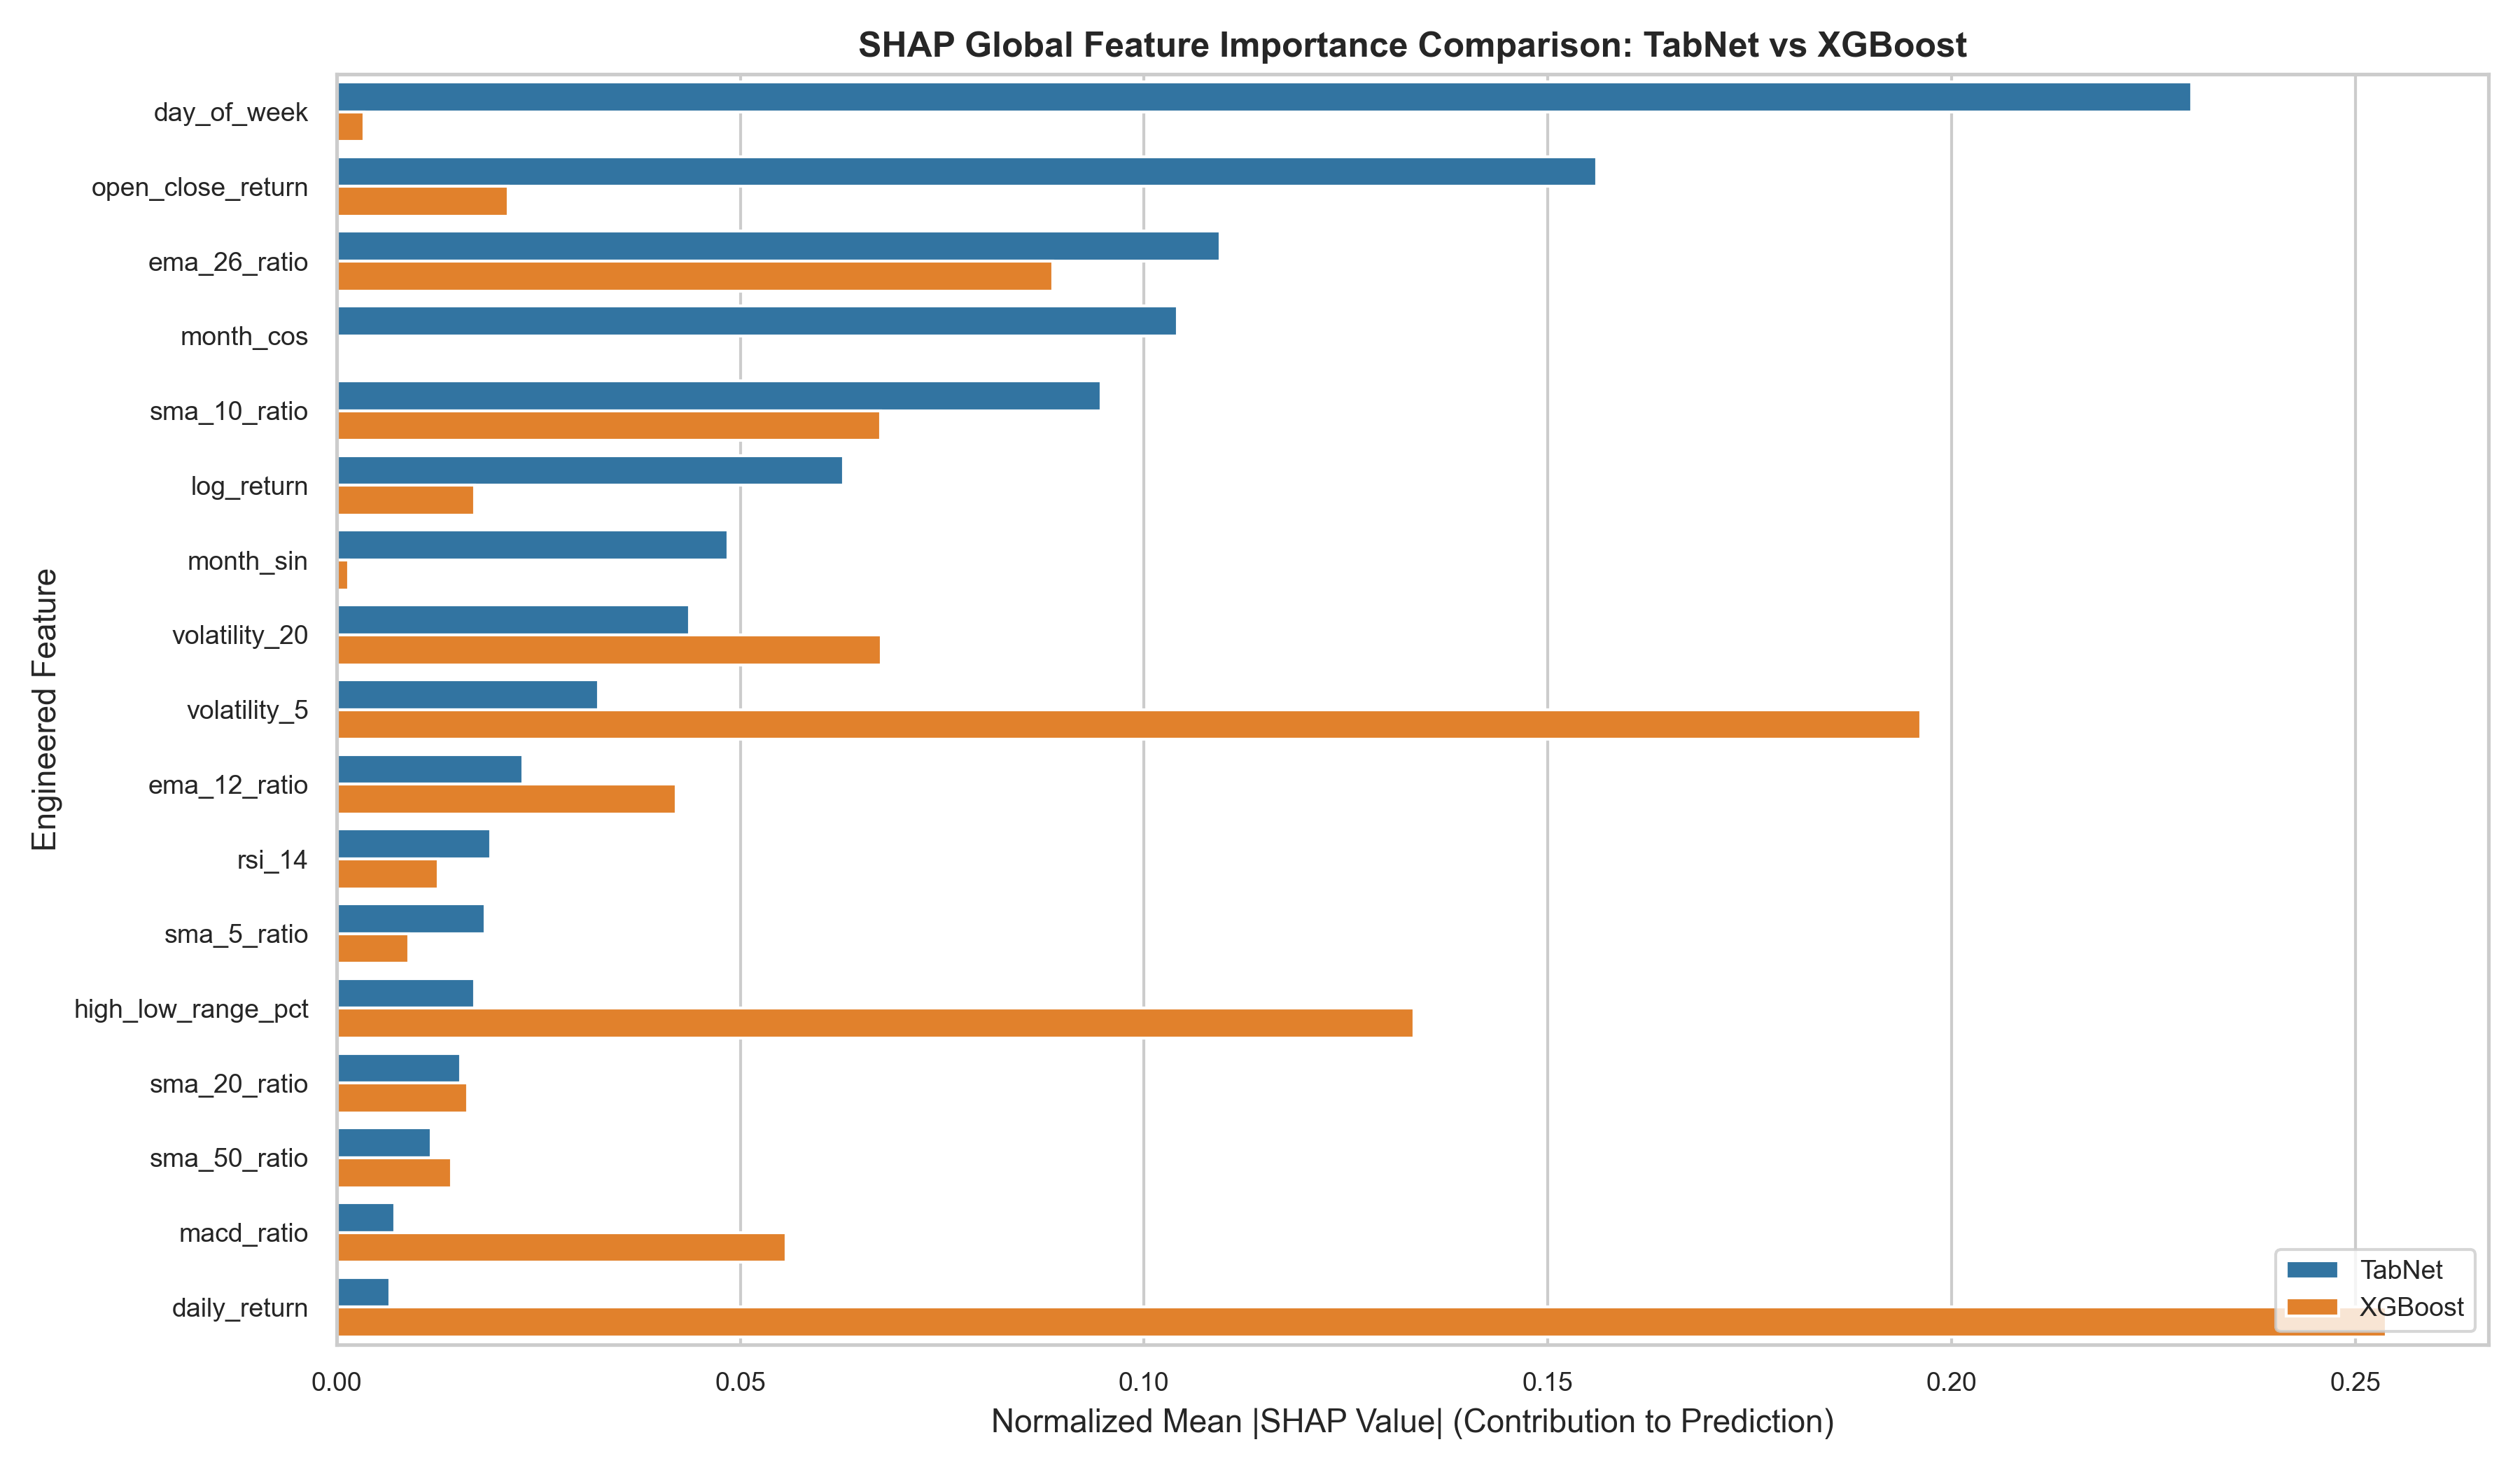 SHAP Global Feature Importance Comparison: TabNet vs XGBoost
Engineered Feature
day_of_week
open_close_return
ema_26_ratio
month_cos
sma_10_ratio
log_return
month_sin
volatility_20
volatility_5
ema_12_ratio
rsi_14
sma_5_ratio
high_low_range_pct
sma_20_ratio
sma_50_ratio
macd_ratio
daily_return
TabNet
XGBoost
0.00 0.05 0.10 0.15 0.20 0.25
Normalized Mean |SHAP Value| (Contribution to Prediction)